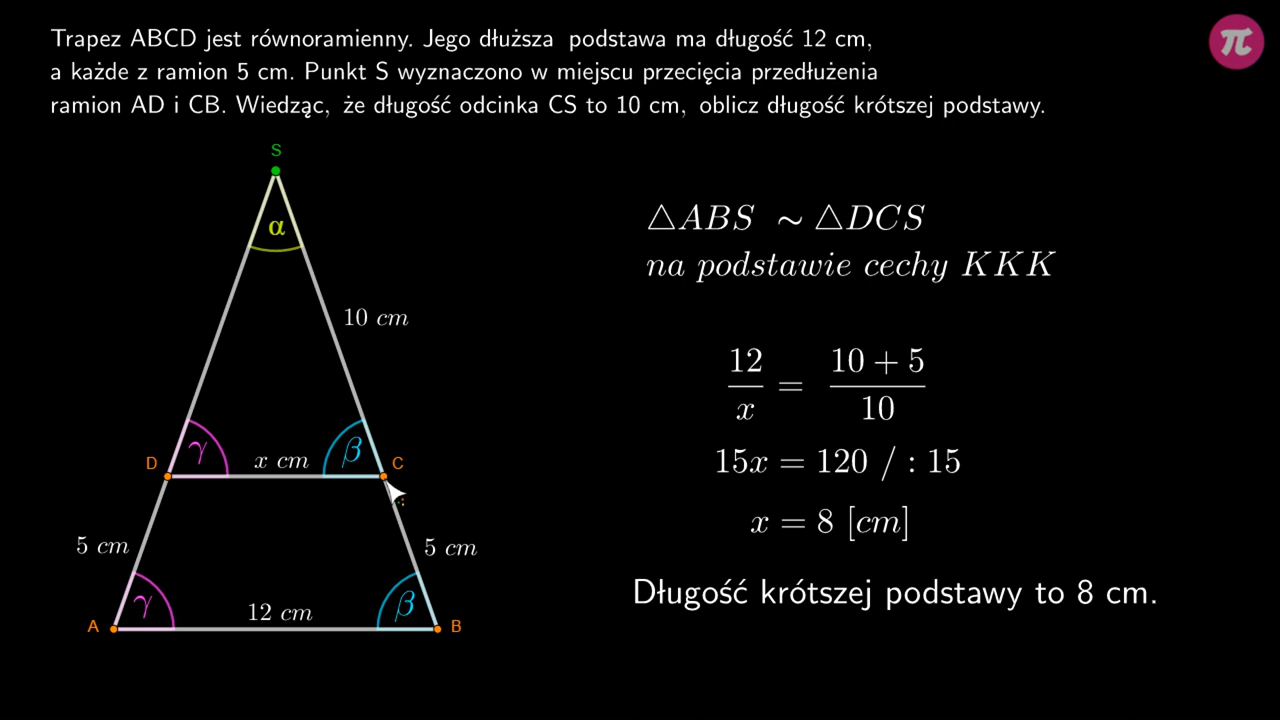 Trapez ABCD jest równoramienny. Jego dłuższa podstawa ma długość 12 cm,
a każde z ramion 5 cm. Punkt S wyznaczono w miejscu przecięcia przedłużenia
ramion AD i CB. Wiedząc, że długość odcinka CS to 10 cm, oblicz długość krótszej podstawy.
π
S
α
10 cm
D
γ
x cm
β
C
5 cm
5 cm
A
γ
12 cm
β
B
△ABS ~ △DCS
na podstawie cechy KKK
12/x = (10 + 5)/10
15x = 120 / : 15
x = 8 [cm]
Długość krótszej podstawy to 8 cm.